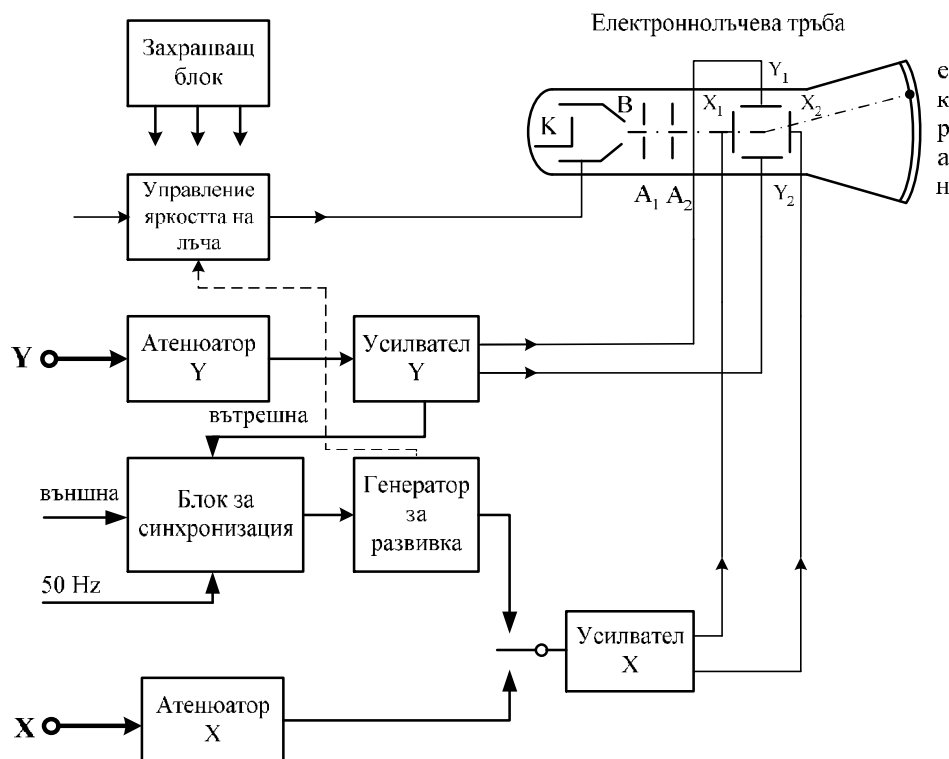 Електроннолъчева тръба
Захранващ
блок
Y₁
е
к
р
а
н
K
B
X₁
X₂
A₁
A₂
Y₂
Управление
яркостта на
лъча
Y
Атенюатор
Y
Усилвател
Y
вътрешна
външна
Блок за
синхронизация
Генератор
за
развивка
50 Hz
Усилвател
X
X
Атенюатор
X